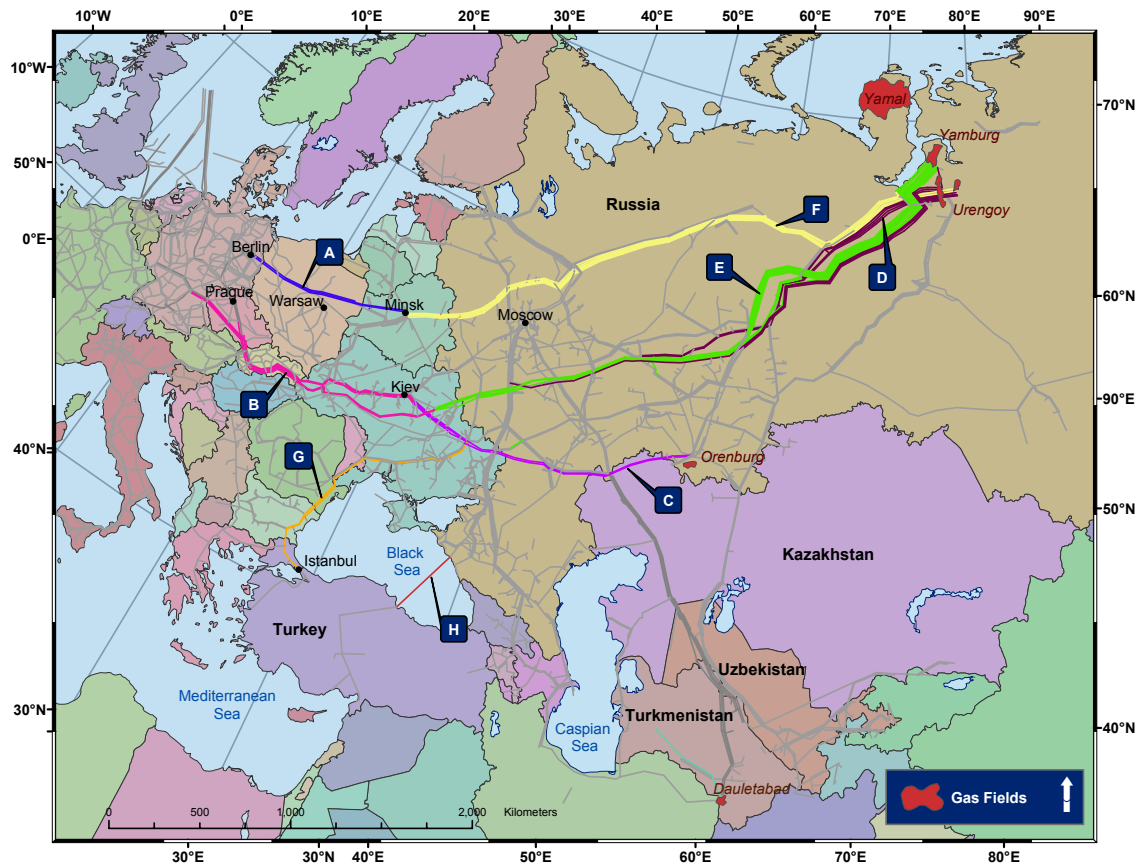 10W 0°E 10°E 20°E 30°E 40°E 50°E 60°E 70°E 80°E 90°E
10°W
50°N
0°E
40°N
30°N
70°N
60°N
90°E
50°N
40°N
30°E 30°N 40°E 50°E 60°E 70°E 80°E
Yamal
Yamburg
Urengoy
Russia
F
E
D
Berlin
A
Prague
Warsaw
Minsk
Moscow
Kiev
B
G
Orenburg
C
Istanbul
Black
Sea
Kazakhstan
H
Turkey
Uzbekistan
Mediterranean
Sea
Turkmenistan
Caspian
Sea
Dauletabad
Gas Fields
0 500 1,000 2,000 Kilometers